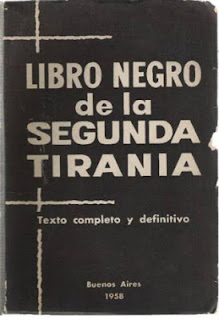 LIBRO NEGRO
de la
SEGUNDA
TIRANIA
Texto completo y definitivo
Buenos Aires
1958